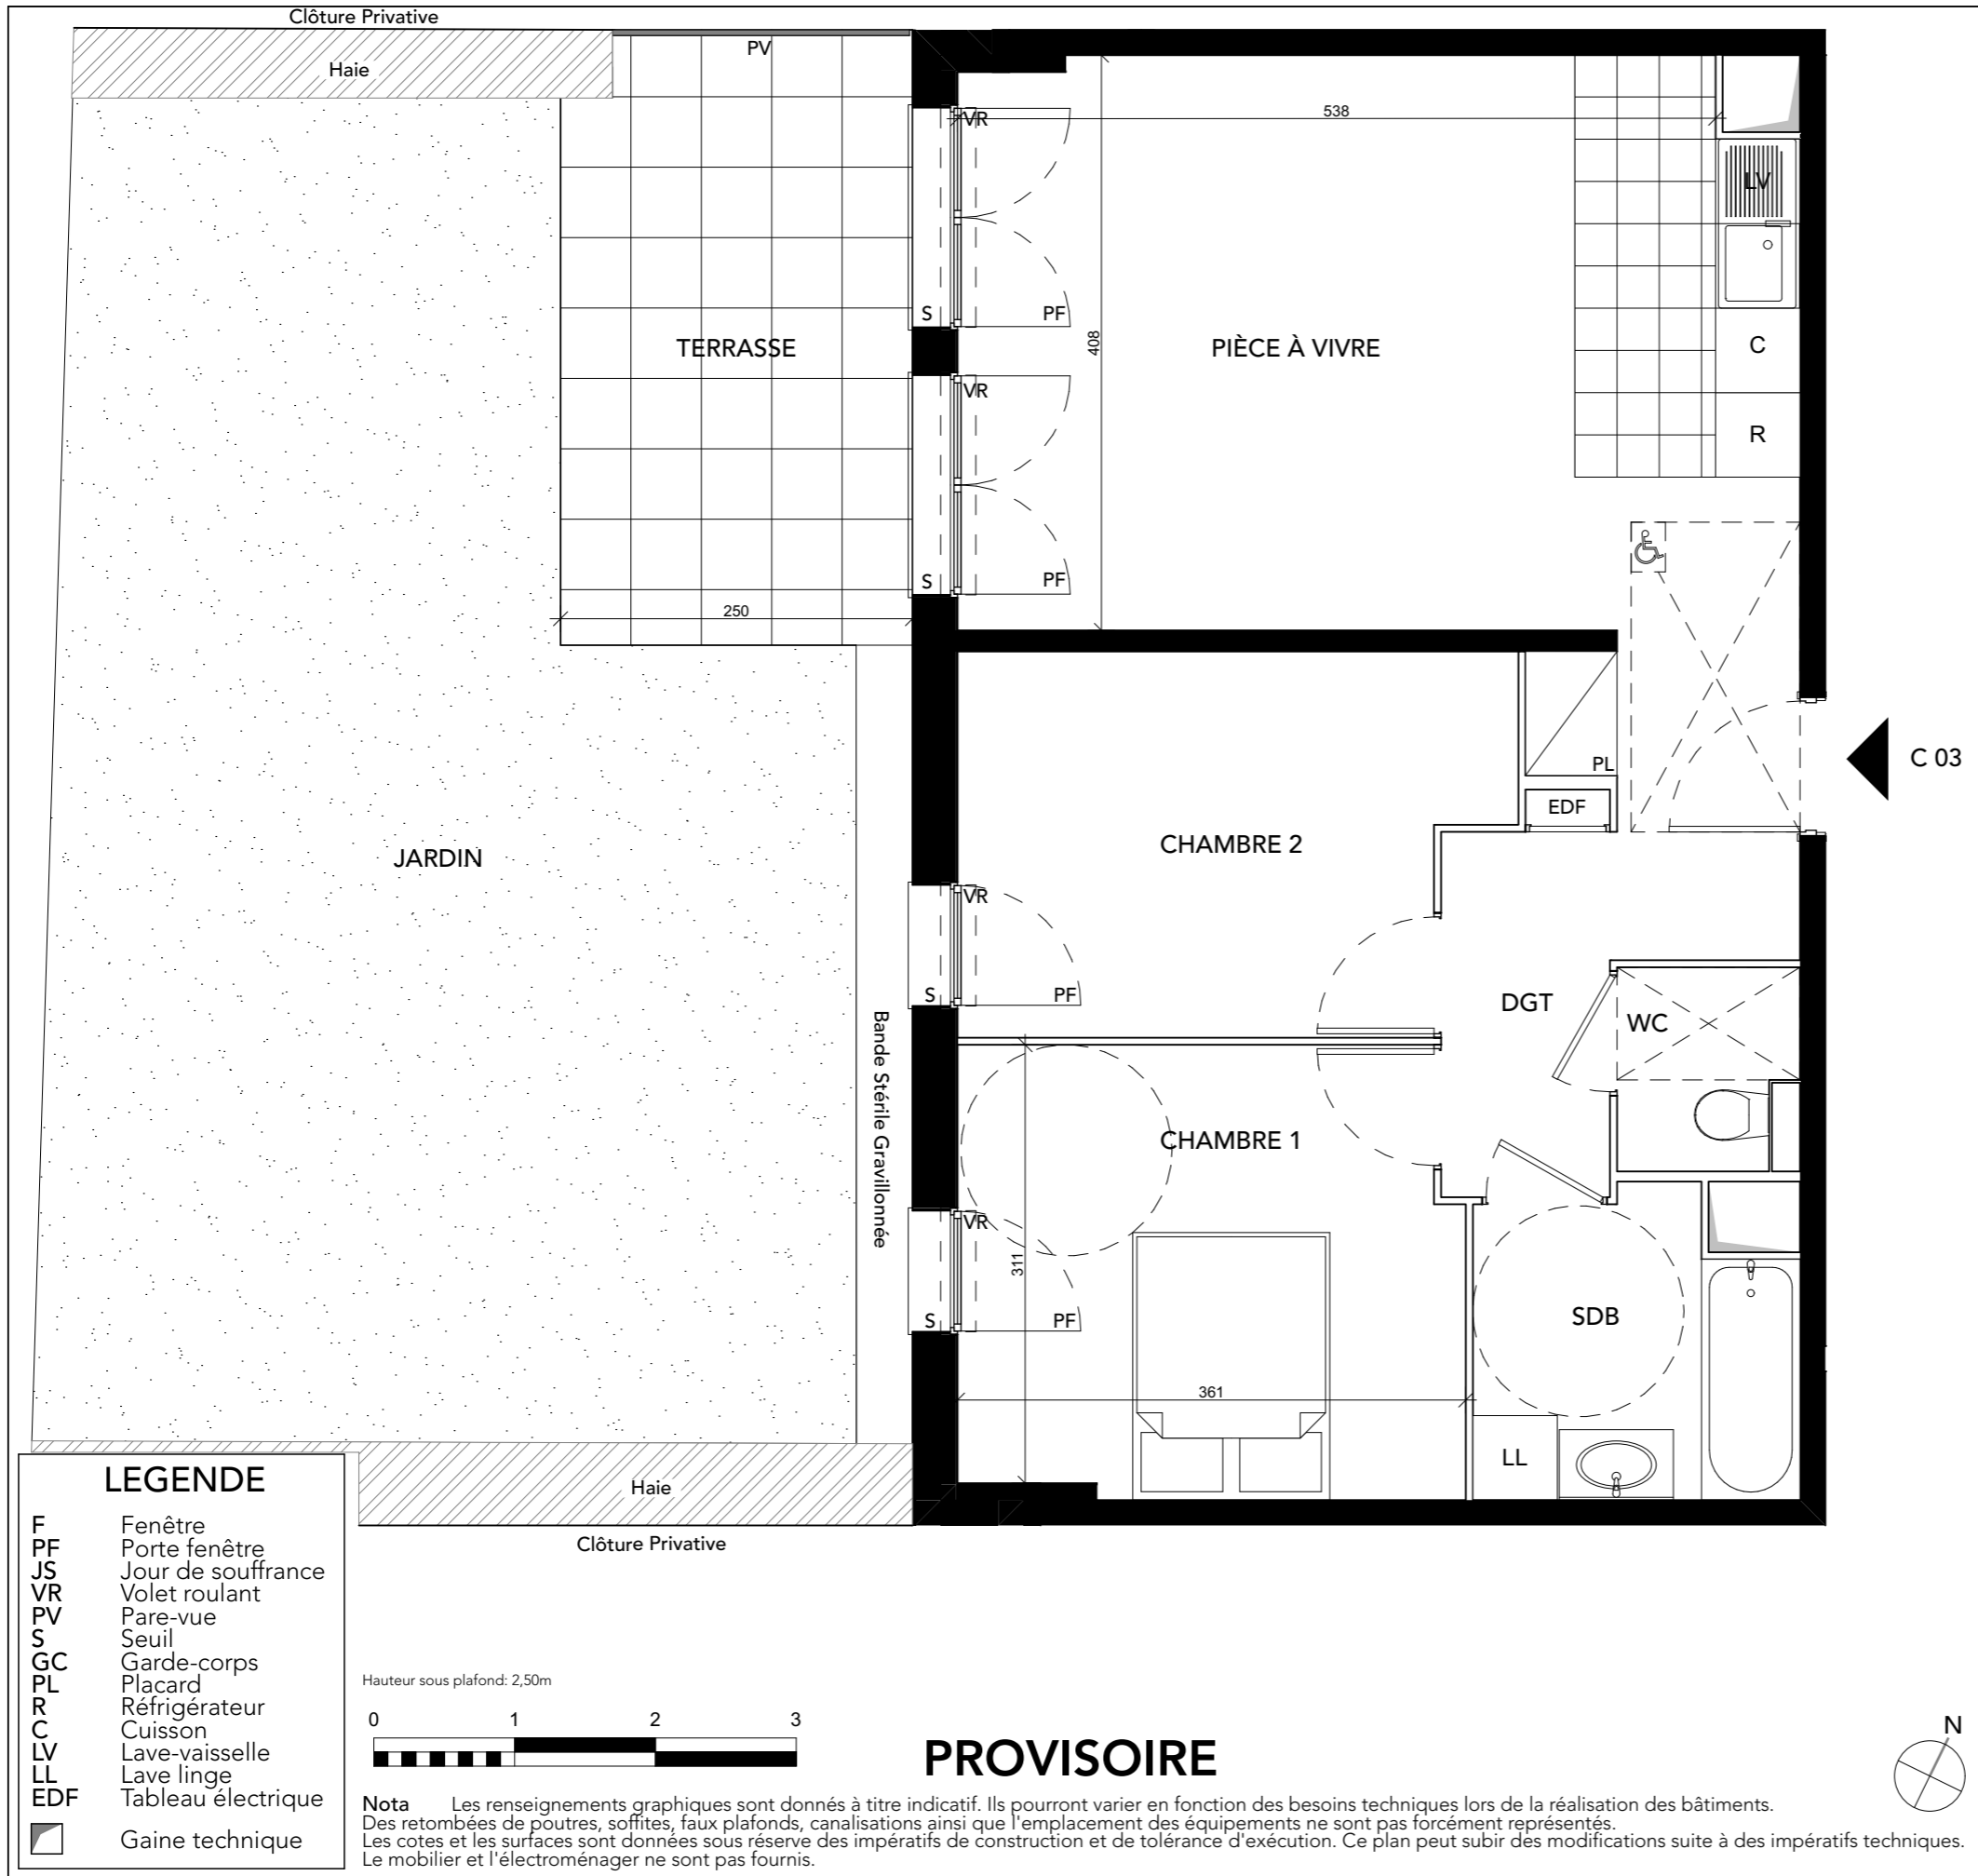 Clôture Privative
Haie
PV
VR
538
LV
S
PF
TERRASSE
408
PIÈCE À VIVRE
C
VR
R
S
PF
250
PL
C 03
EDF
JARDIN
CHAMBRE 2
VR
S
PF
DGT
WC
Bande Stérile Gravillonnée
CHAMBRE 1
VR
311
S
PF
SDB
361
LL
Haie
Clôture Privative
LEGENDE
F Fenêtre
PF Porte fenêtre
JS Jour de souffrance
VR Volet roulant
PV Pare-vue
S Seuil
GC Garde-corps
PL Placard
R Réfrigérateur
C Cuisson
LV Lave-vaisselle
LL Lave linge
EDF Tableau électrique
Gaine technique
Hauteur sous plafond: 2,50m
0 1 2 3
PROVISOIRE
N
Nota Les renseignements graphiques sont donnés à titre indicatif. Ils pourront varier en fonction des besoins techniques lors de la réalisation des bâtiments.
Des retombées de poutres, soffites, faux plafonds, canalisations ainsi que l'emplacement des équipements ne sont pas forcément représentés.
Les cotes et les surfaces sont données sous réserve des impératifs de construction et de tolérance d'exécution. Ce plan peut subir des modifications suite à des impératifs techniques.
Le mobilier et l'électroménager ne sont pas fournis.